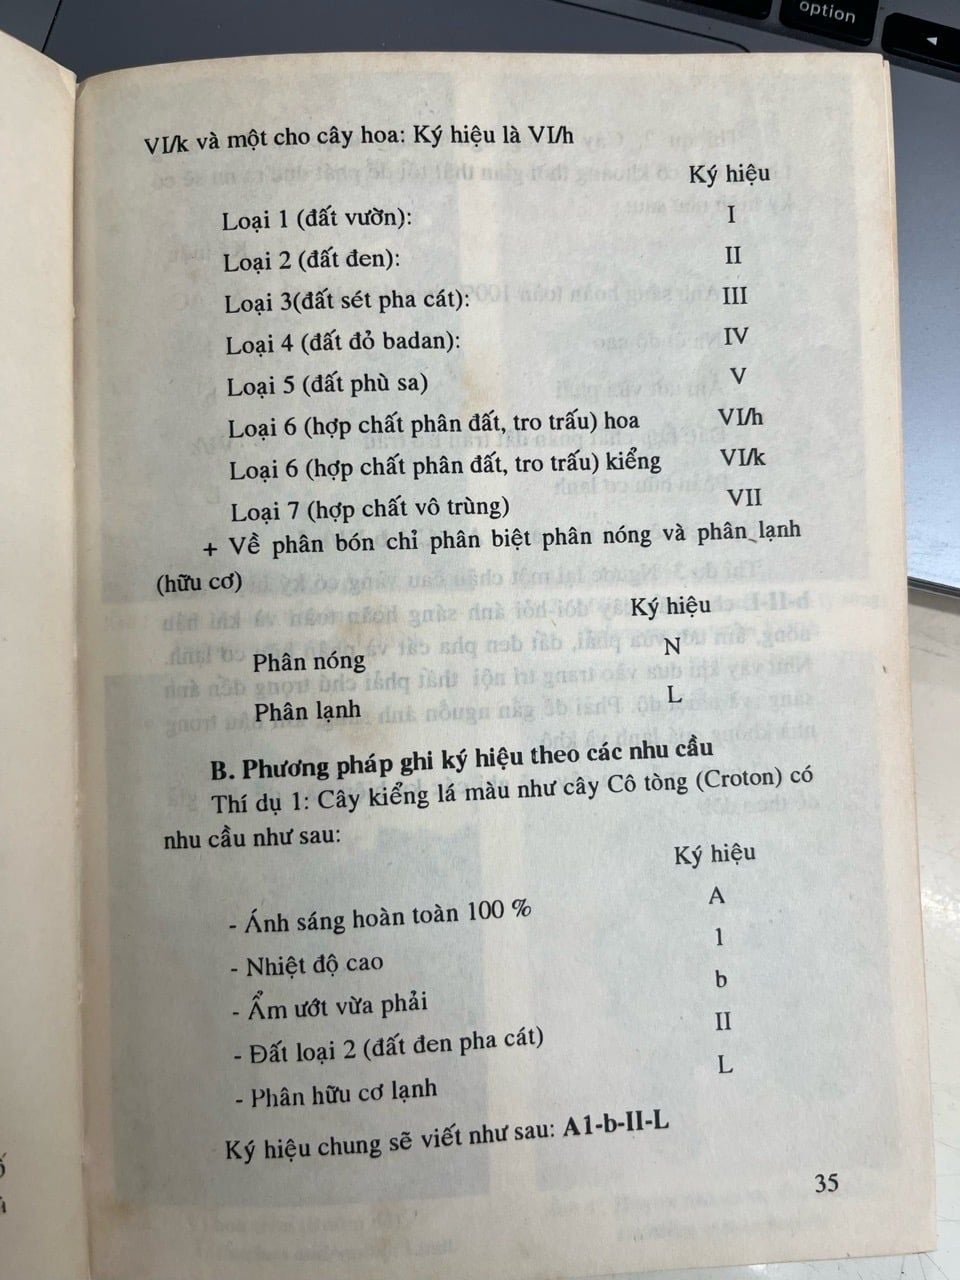 option
VI/k và một cho cây hoa: Ký hiệu là VI/h
Ký hiệu
Loại 1 (đất vườn): I
Loại 2 (đất đen): II
Loại 3(đất sét pha cát): III
Loại 4 (đất đỏ badan): IV
Loại 5 (đất phù sa) V
Loại 6 (hợp chất phân đất, tro trấu) hoa VI/h
Loại 6 (hợp chất phân đất, tro trấu) kiểng VI/k
Loại 7 (hợp chất vô trùng) VII
+ Về phân bón chỉ phân biệt phân nóng và phân lạnh
(hữu cơ)
Ký hiệu
Phân nóng N
Phân lạnh L
B. Phương pháp ghi ký hiệu theo các nhu cầu
Thí dụ 1: Cây kiểng lá màu như cây Cô tòng (Croton) có
nhu cầu như sau:
Ký hiệu
- Ánh sáng hoàn toàn 100 % A
- Nhiệt độ cao 1
- Ẩm ướt vừa phải b
- Đất loại 2 (đất đen pha cát) II
- Phân hữu cơ lạnh L
Ký hiệu chung sẽ viết như sau: A1-b-II-L
35